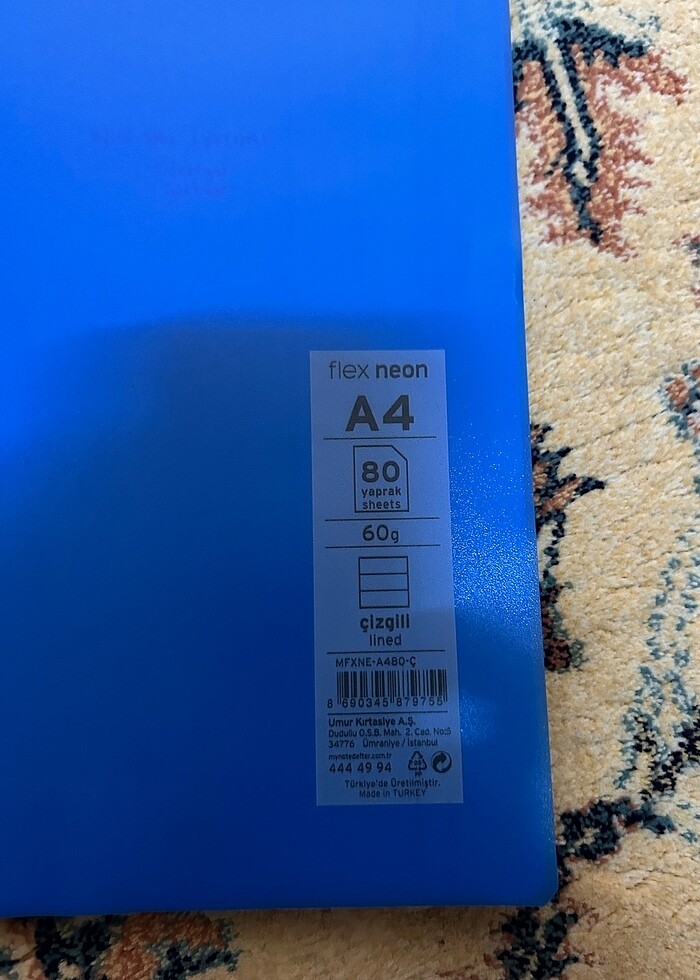 flex neon
A4
80
yaprak
sheets
60g
çizgili
lined
MFXNE-A480-Ç
8 690345 879755
Umur Kırtasiye A.Ş.
Dudullu O.S.B. Mah. 2. Cad. No:5
34776 Ümraniye / İstanbul
mynotedefter.com.tr
444 49 94
PP
Türkiye'de Üretilmiştir.
Made in TURKEY